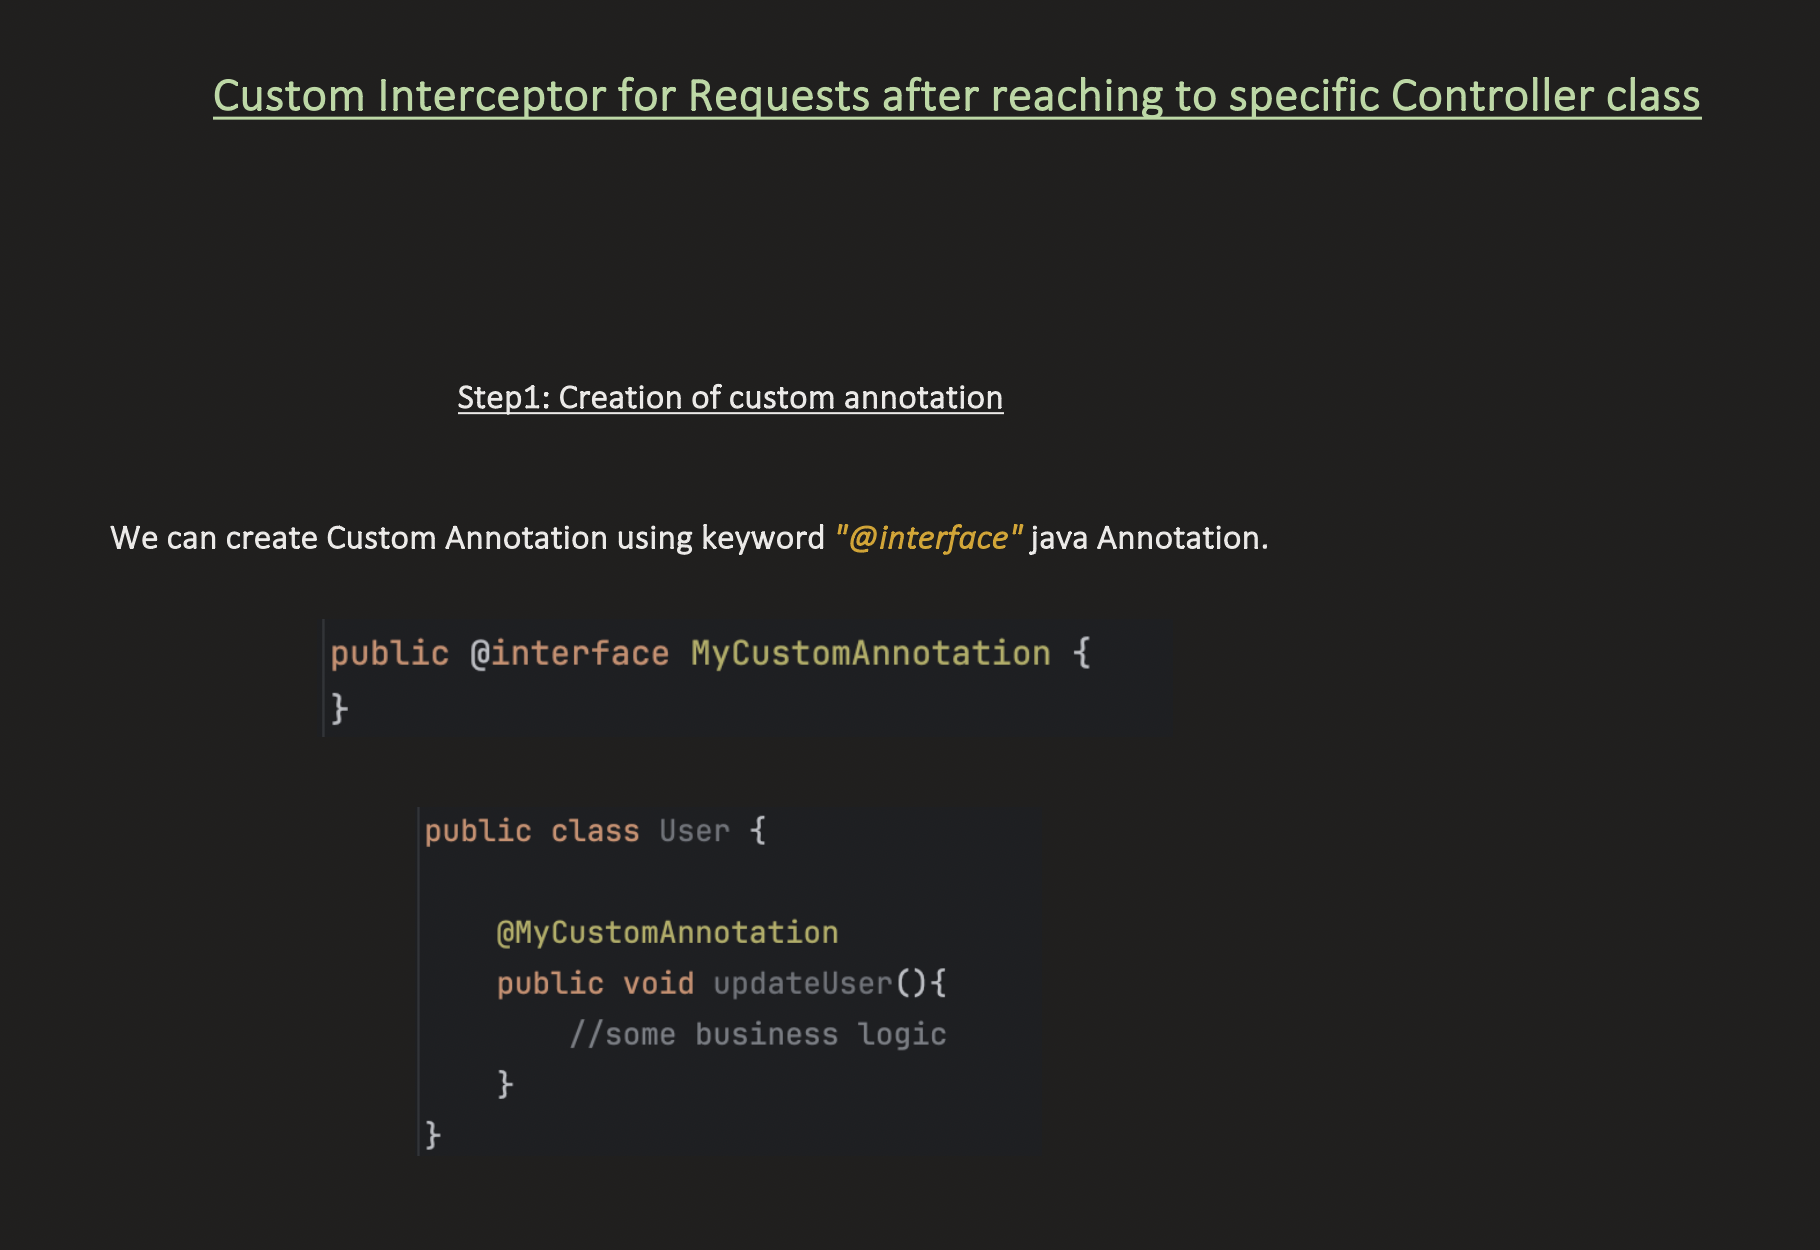 Custom Interceptor for Requests after reaching to specific Controller class
Step1: Creation of custom annotation
We can create Custom Annotation using keyword "@interface" java Annotation.
public @interface MyCustomAnnotation {
}
public class User {
@MyCustomAnnotation
public void updateUser(){
//some business logic
}
}